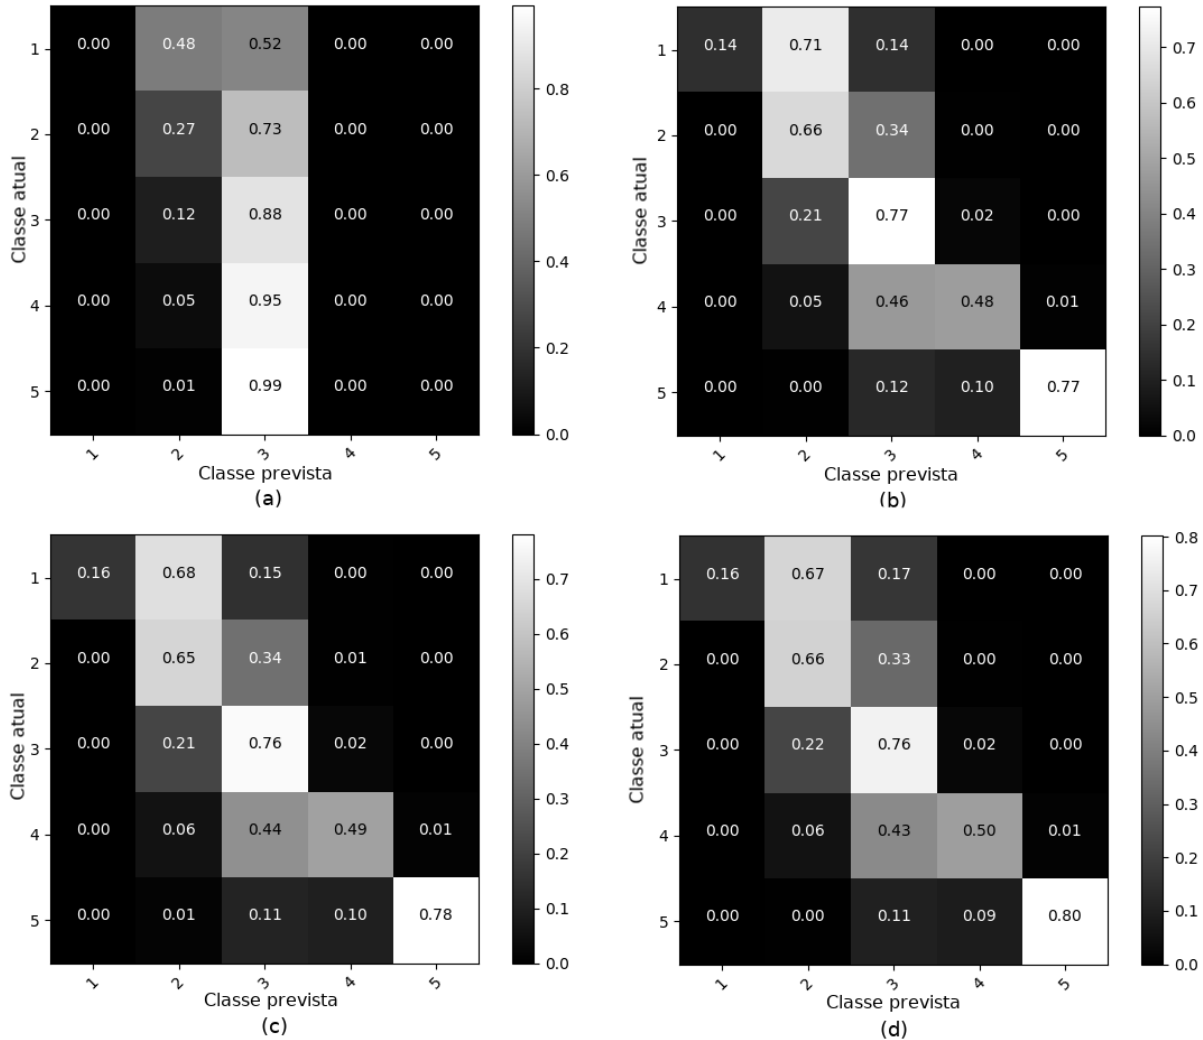 1 0.00 0.48 0.52 0.00 0.00
2 0.00 0.27 0.73 0.00 0.00
3 0.00 0.12 0.88 0.00 0.00
4 0.00 0.05 0.95 0.00 0.00
5 0.00 0.01 0.99 0.00 0.00
1 2 3 4 5
Classe atual
Classe prevista
0.8
0.6
0.4
0.2
0.0
(a)
1 0.14 0.71 0.14 0.00 0.00
2 0.00 0.66 0.34 0.00 0.00
3 0.00 0.21 0.77 0.02 0.00
4 0.00 0.05 0.46 0.48 0.01
5 0.00 0.00 0.12 0.10 0.77
1 2 3 4 5
Classe atual
Classe prevista
0.7
0.6
0.5
0.4
0.3
0.2
0.1
0.0
(b)
1 0.16 0.68 0.15 0.00 0.00
2 0.00 0.65 0.34 0.01 0.00
3 0.00 0.21 0.76 0.02 0.00
4 0.00 0.06 0.44 0.49 0.01
5 0.00 0.01 0.11 0.10 0.78
1 2 3 4 5
Classe atual
Classe prevista
0.7
0.6
0.5
0.4
0.3
0.2
0.1
0.0
(c)
1 0.16 0.67 0.17 0.00 0.00
2 0.00 0.66 0.33 0.00 0.00
3 0.00 0.22 0.76 0.02 0.00
4 0.00 0.06 0.43 0.50 0.01
5 0.00 0.00 0.11 0.09 0.80
1 2 3 4 5
Classe atual
Classe prevista
0.8
0.7
0.6
0.5
0.4
0.3
0.2
0.1
0.0
(d)